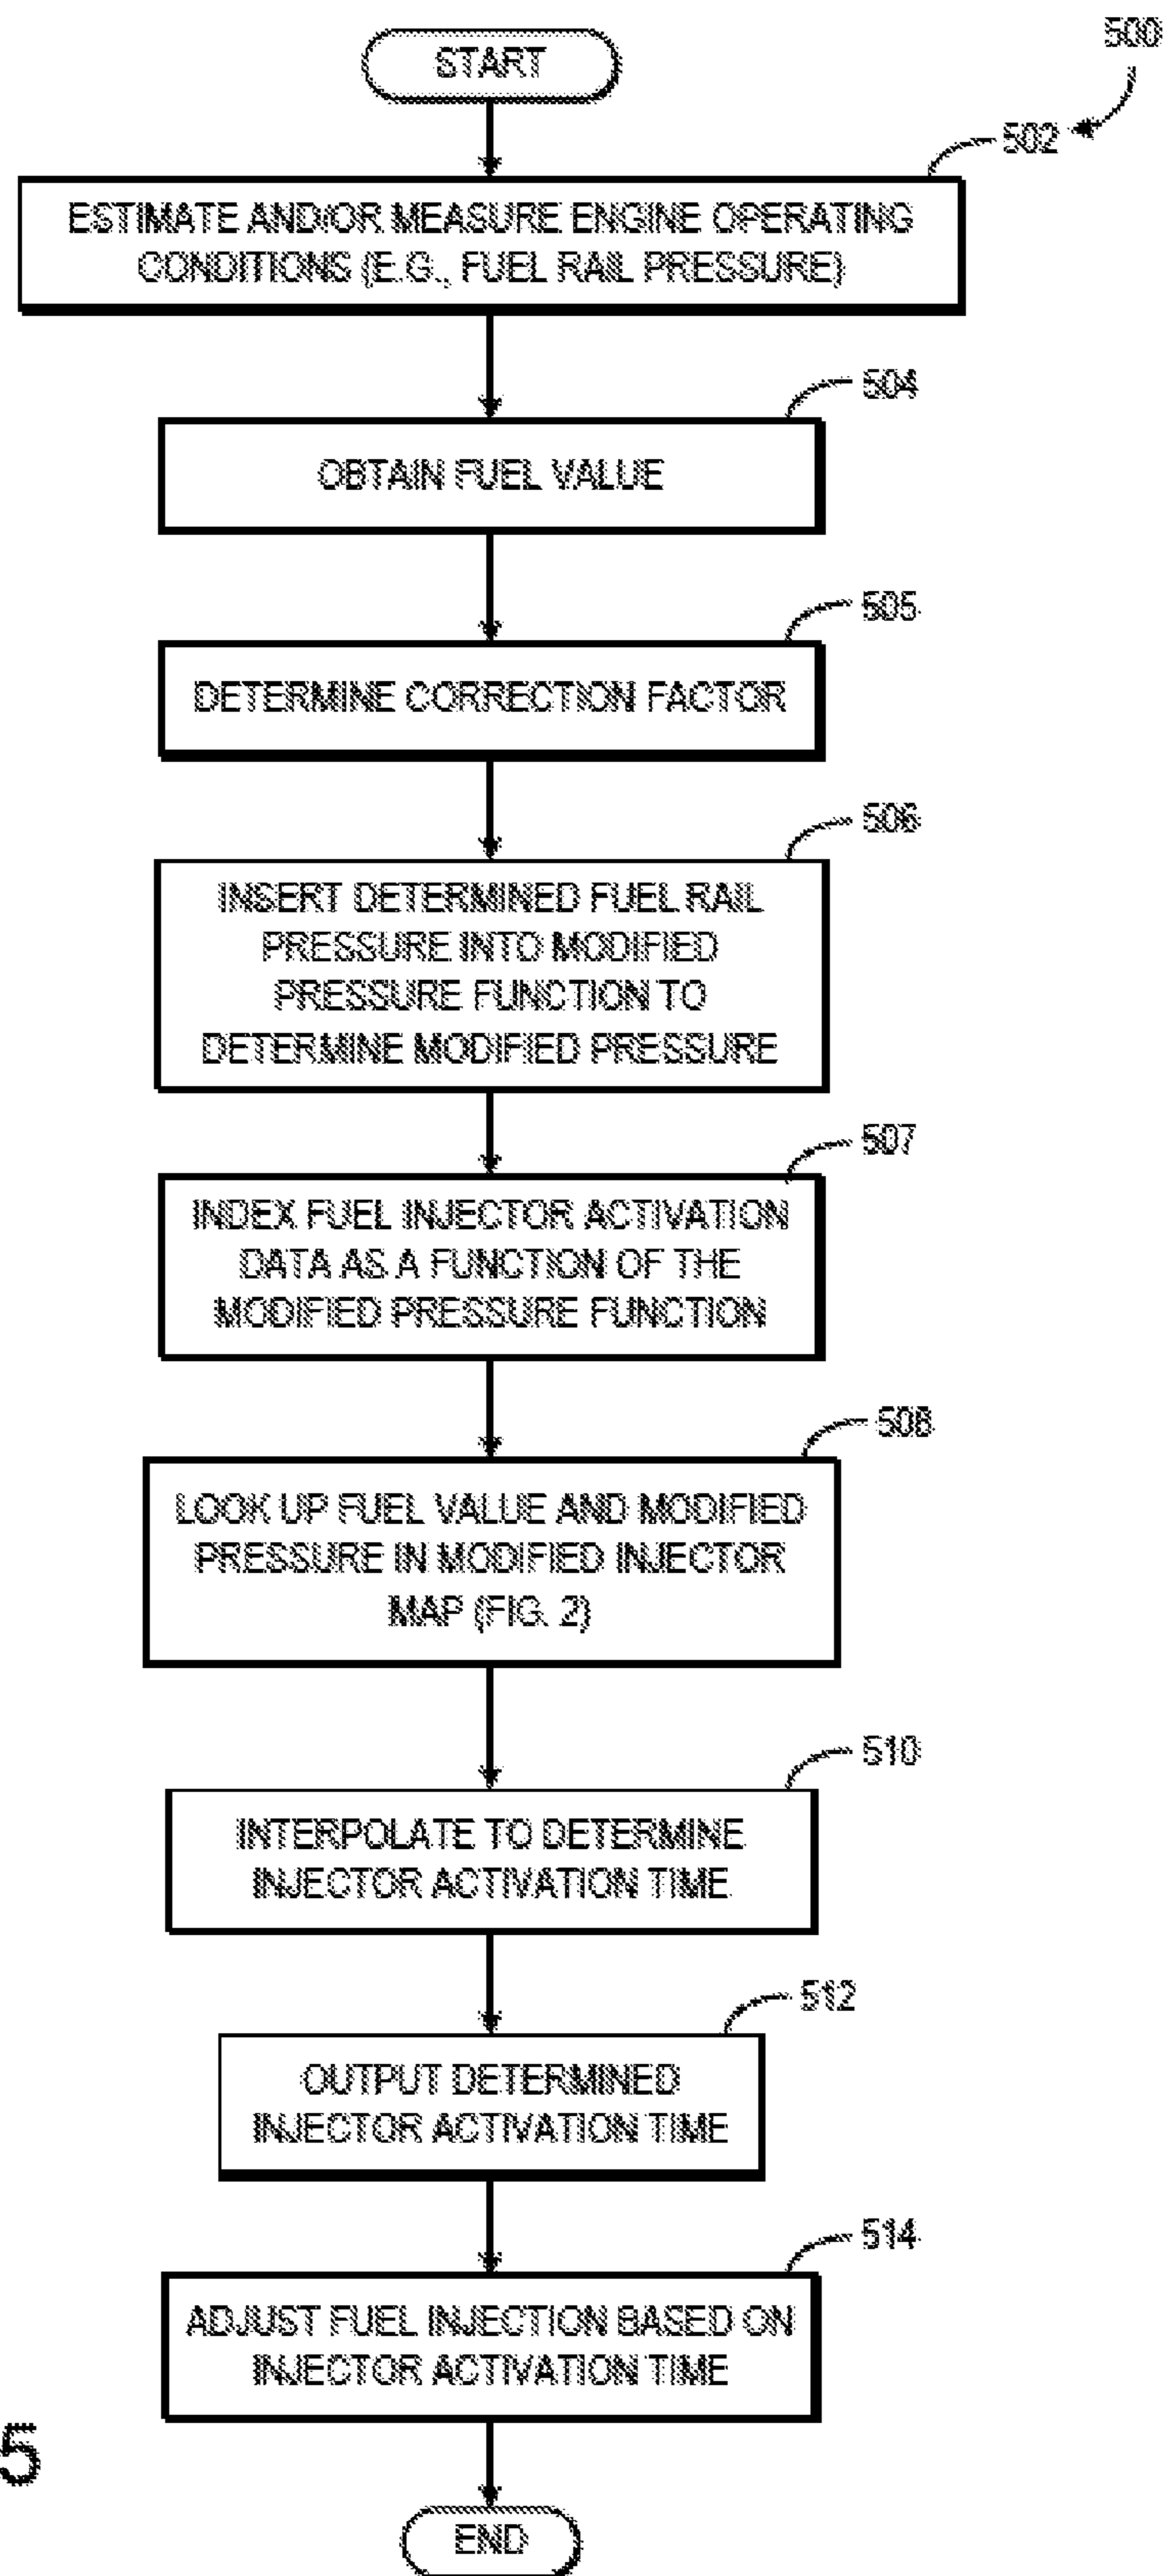 START
500
502
ESTIMATE AND/OR MEASURE ENGINE OPERATING
CONDITIONS (E.G., FUEL RAIL PRESSURE)
504
OBTAIN FUEL VALUE
505
DETERMINE CORRECTION FACTOR
506
INSERT DETERMINED FUEL RAIL
PRESSURE INTO MODIFIED
PRESSURE FUNCTION TO
DETERMINE MODIFIED PRESSURE
507
INDEX FUEL INJECTOR ACTIVATION
DATA AS A FUNCTION OF THE
MODIFIED PRESSURE FUNCTION
508
LOOK UP FUEL VALUE AND MODIFIED
PRESSURE IN MODIFIED INJECTOR
MAP (FIG. 2)
510
INTERPOLATE TO DETERMINE
INJECTOR ACTIVATION TIME
512
OUTPUT DETERMINED
INJECTOR ACTIVATION TIME
514
ADJUST FUEL INJECTION BASED ON
INJECTOR ACTIVATION TIME
5
END